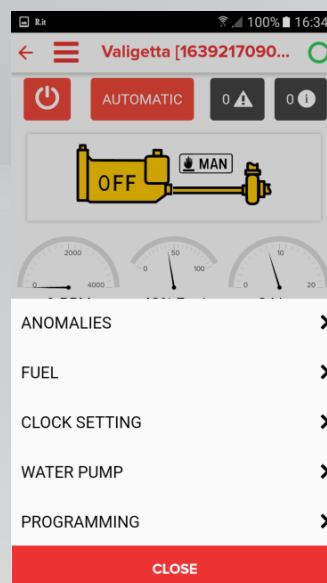 R.it 100% 16:34
Valigetta [1639217090...
AUTOMATIC 0 0 i
OFF MAN
2000 50 10
0 4000 0 100 0 20
ANOMALIES
FUEL
CLOCK SETTING
WATER PUMP
PROGRAMMING
CLOSE